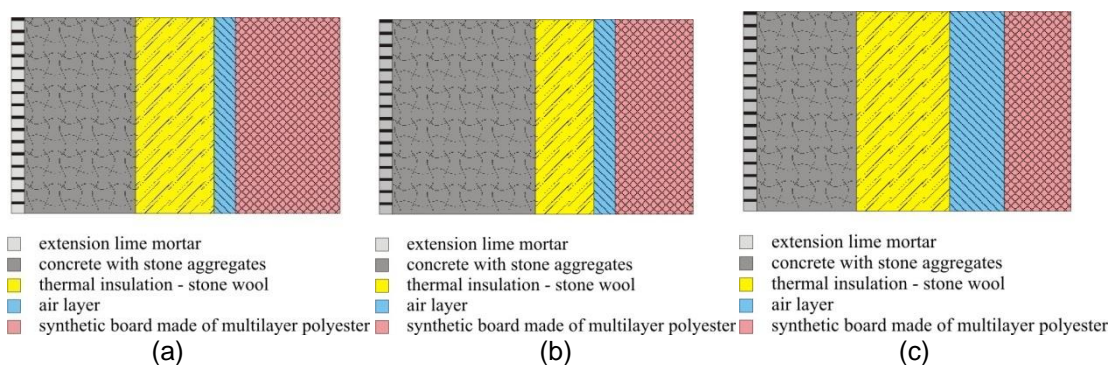 extension lime mortar
concrete with stone aggregates
thermal insulation - stone wool
air layer
synthetic board made of multilayer polyester
(a)
extension lime mortar
concrete with stone aggregates
thermal insulation - stone wool
air layer
synthetic board made of multilayer polyester
(b)
extension lime mortar
concrete with stone aggregates
thermal insulation - stone wool
air layer
synthetic board made of multilayer polyester
(c)